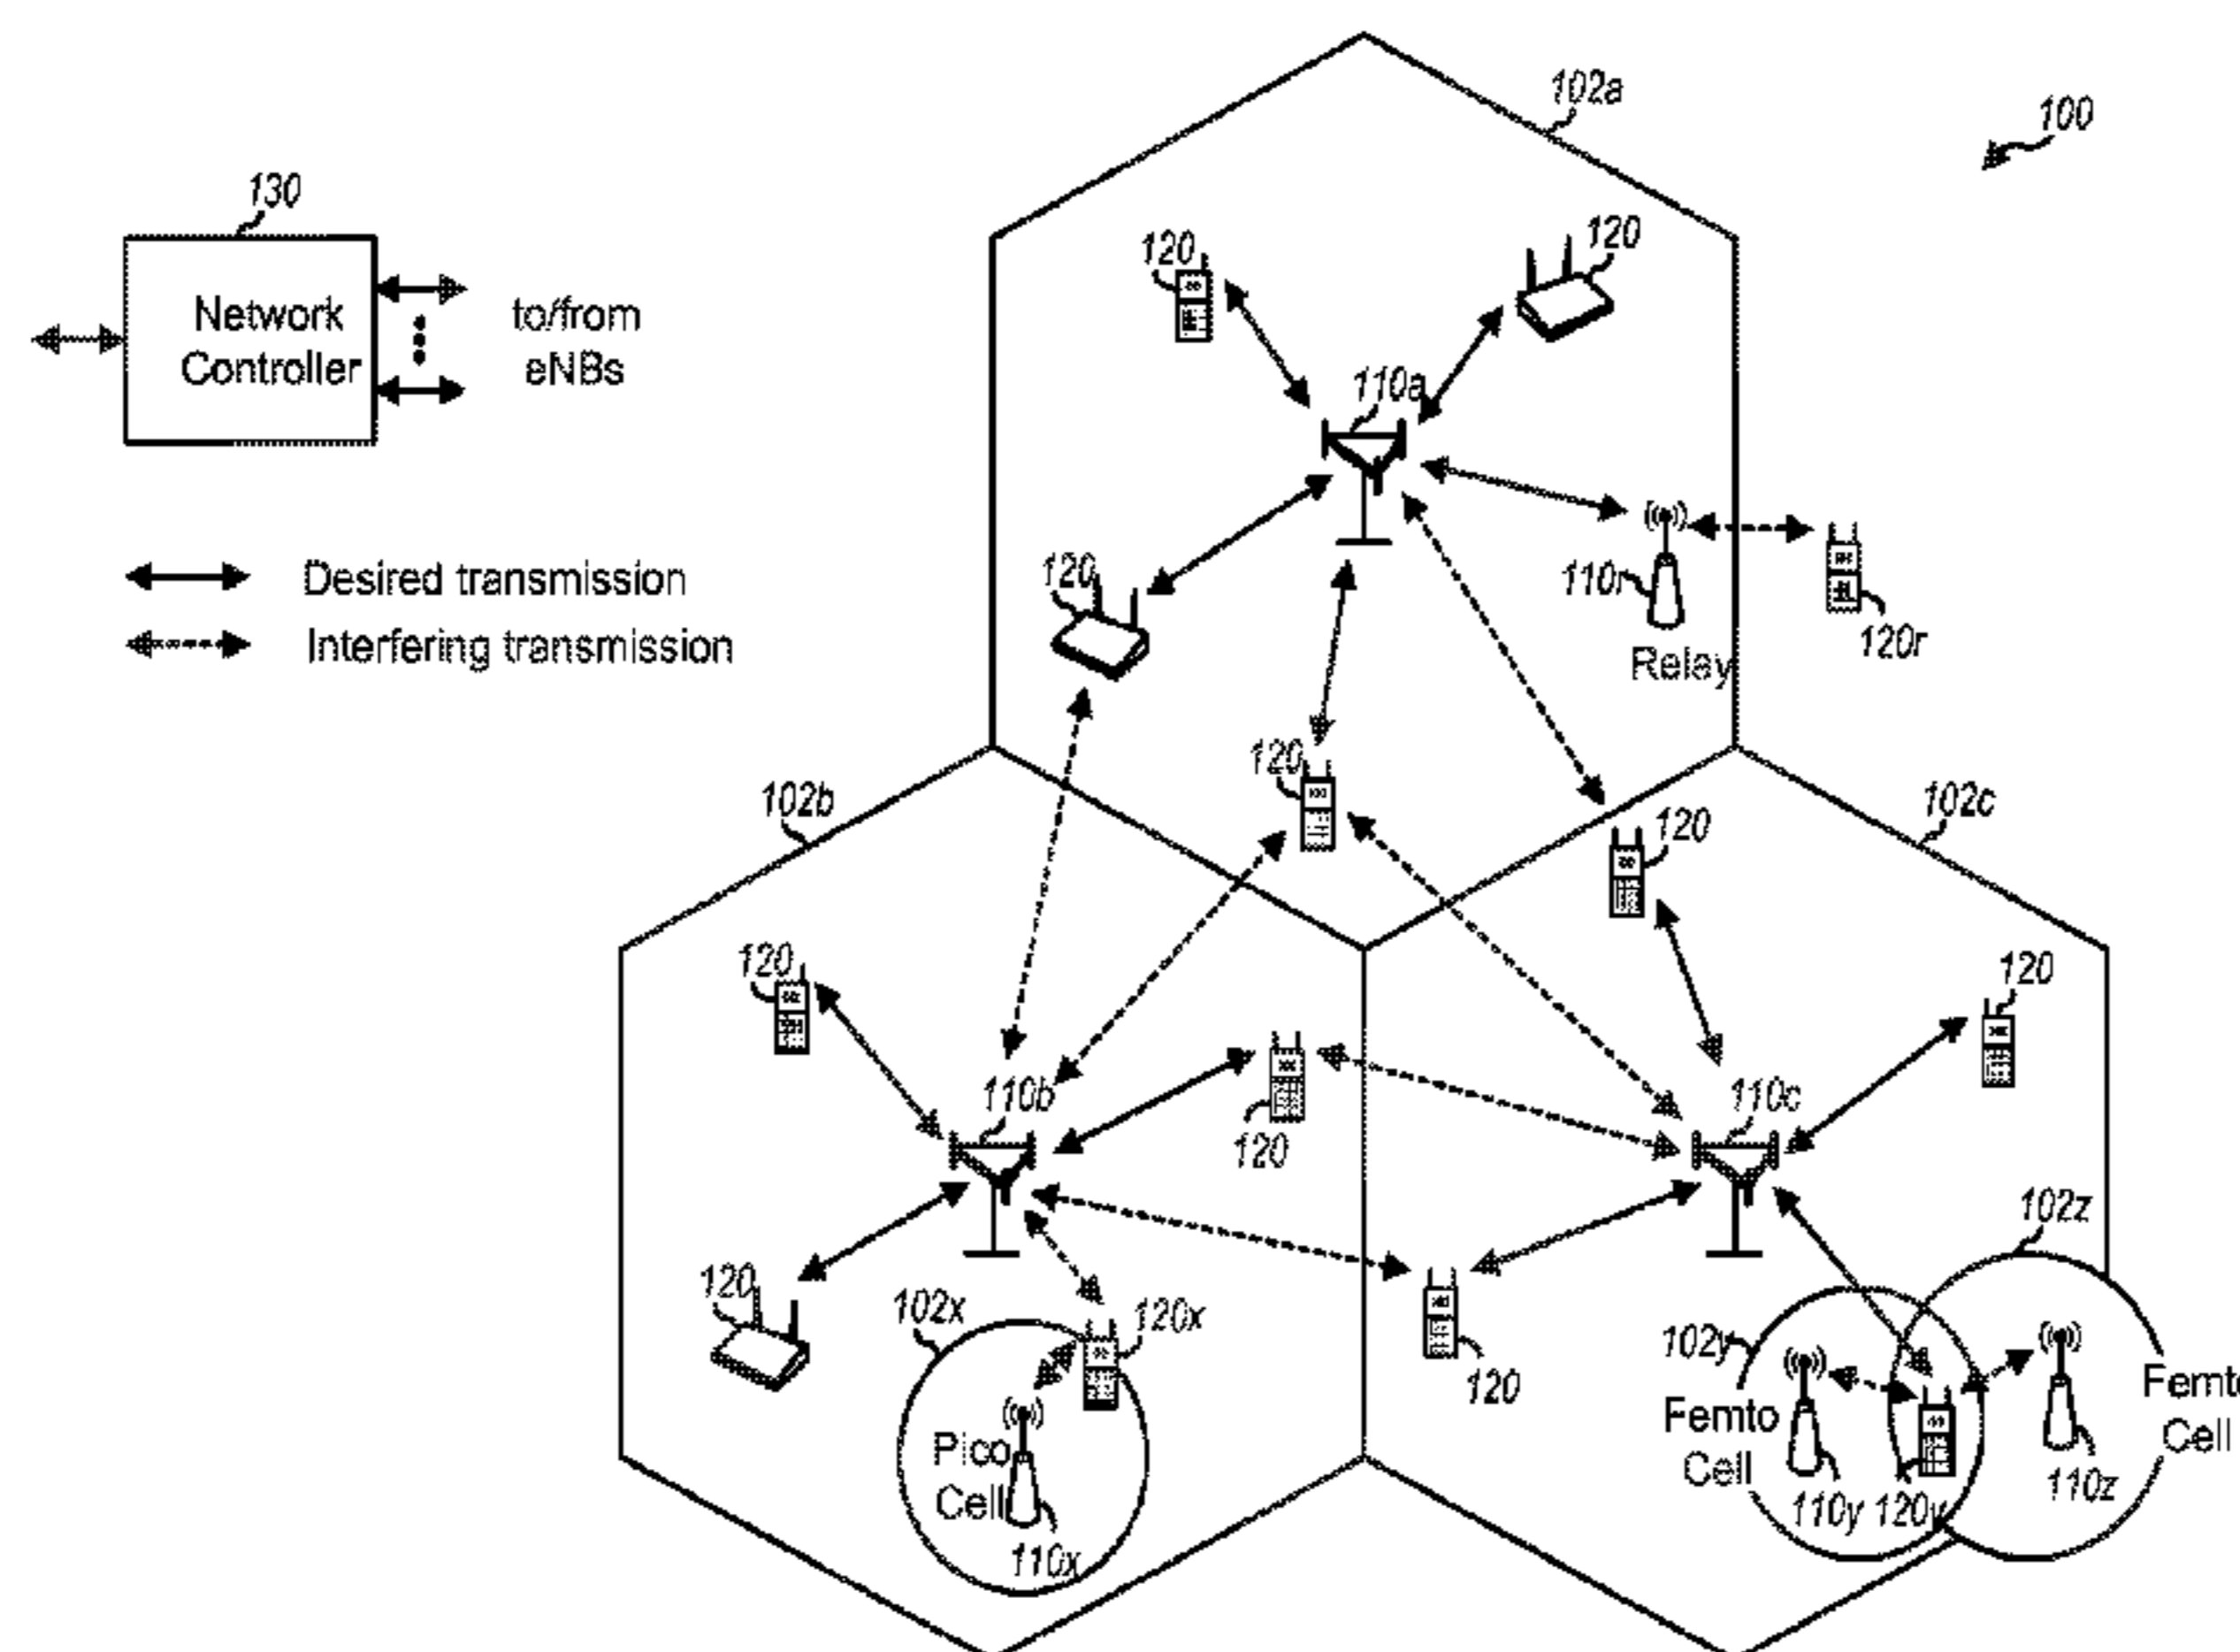 102a
100
130
120
120
Network
Controller
to/from
eNBs
110a
120
110r
120r
Relay
Desired transmission
Interfering transmission
120
102b
102c
120
120
120
110b
120
110c
102z
120
102x
120x
102y
120
Femto
Cell
Femto
Cell
Pico
Cell
110x
110y
120y
110z